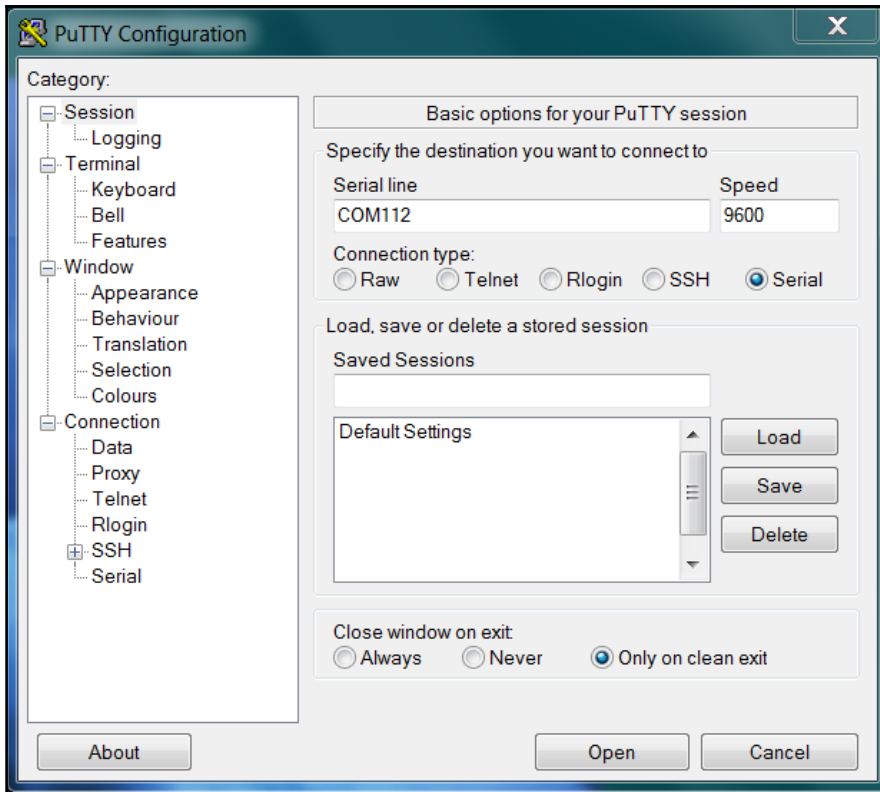 PuTTY Configuration
X
Category:
Session
Logging
Terminal
Keyboard
Bell
Features
Window
Appearance
Behaviour
Translation
Selection
Colours
Connection
Data
Proxy
Telnet
Rlogin
SSH
Serial
Basic options for your PuTTY session
Specify the destination you want to connect to
Serial line Speed
COM112 9600
Connection type:
Raw Telnet Rlogin SSH Serial
Load, save or delete a stored session
Saved Sessions
Default Settings
Load
Save
Delete
Close window on exit:
Always Never Only on clean exit
About Open Cancel